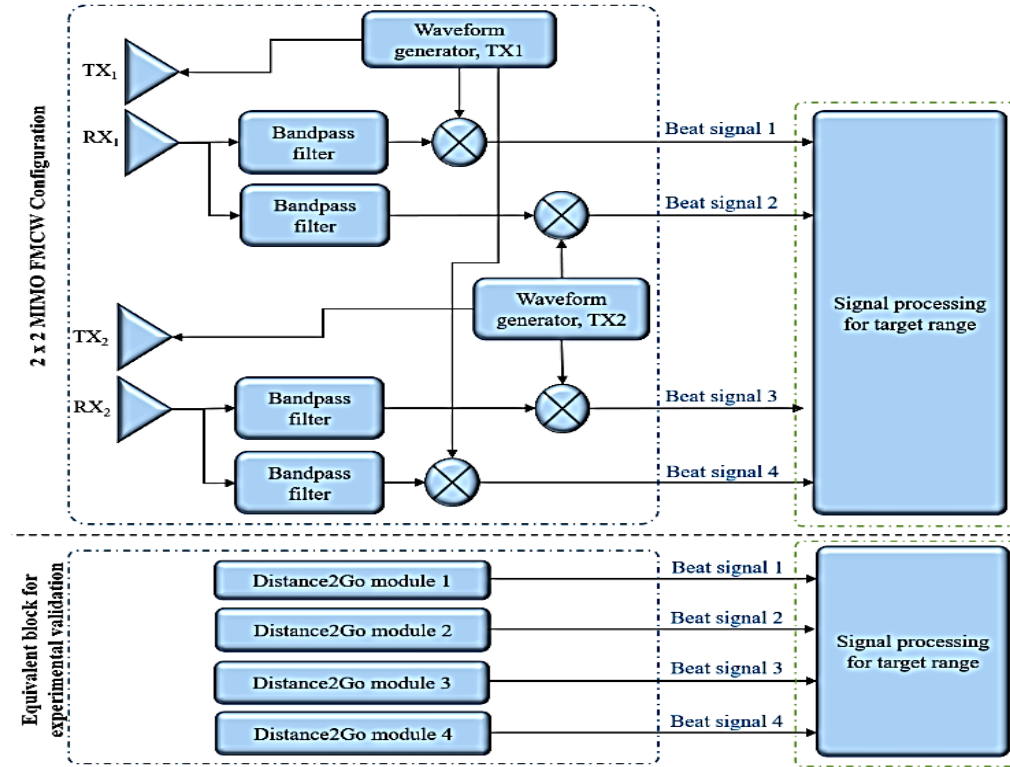 2 x 2 MIMO FMCW Configuration
Waveform
generator, TX1
TX₁
RX₁
Bandpass
filter
Beat signal 1
Bandpass
filter
Beat signal 2
Signal processing
for target range
Waveform
generator, TX2
TX₂
RX₂
Bandpass
filter
Beat signal 3
Bandpass
filter
Beat signal 4
Equivalent block for
experimental validation
Distance2Go module 1
Beat signal 1
Distance2Go module 2
Beat signal 2
Distance2Go module 3
Beat signal 3
Distance2Go module 4
Beat signal 4
Signal processing
for target range